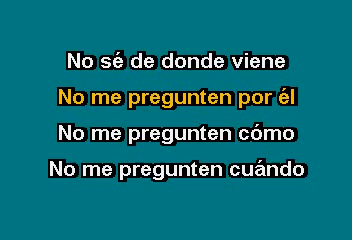 No sé de donde viene
No me pregunten por él
No me pregunten cómo
No me pregunten cuándo